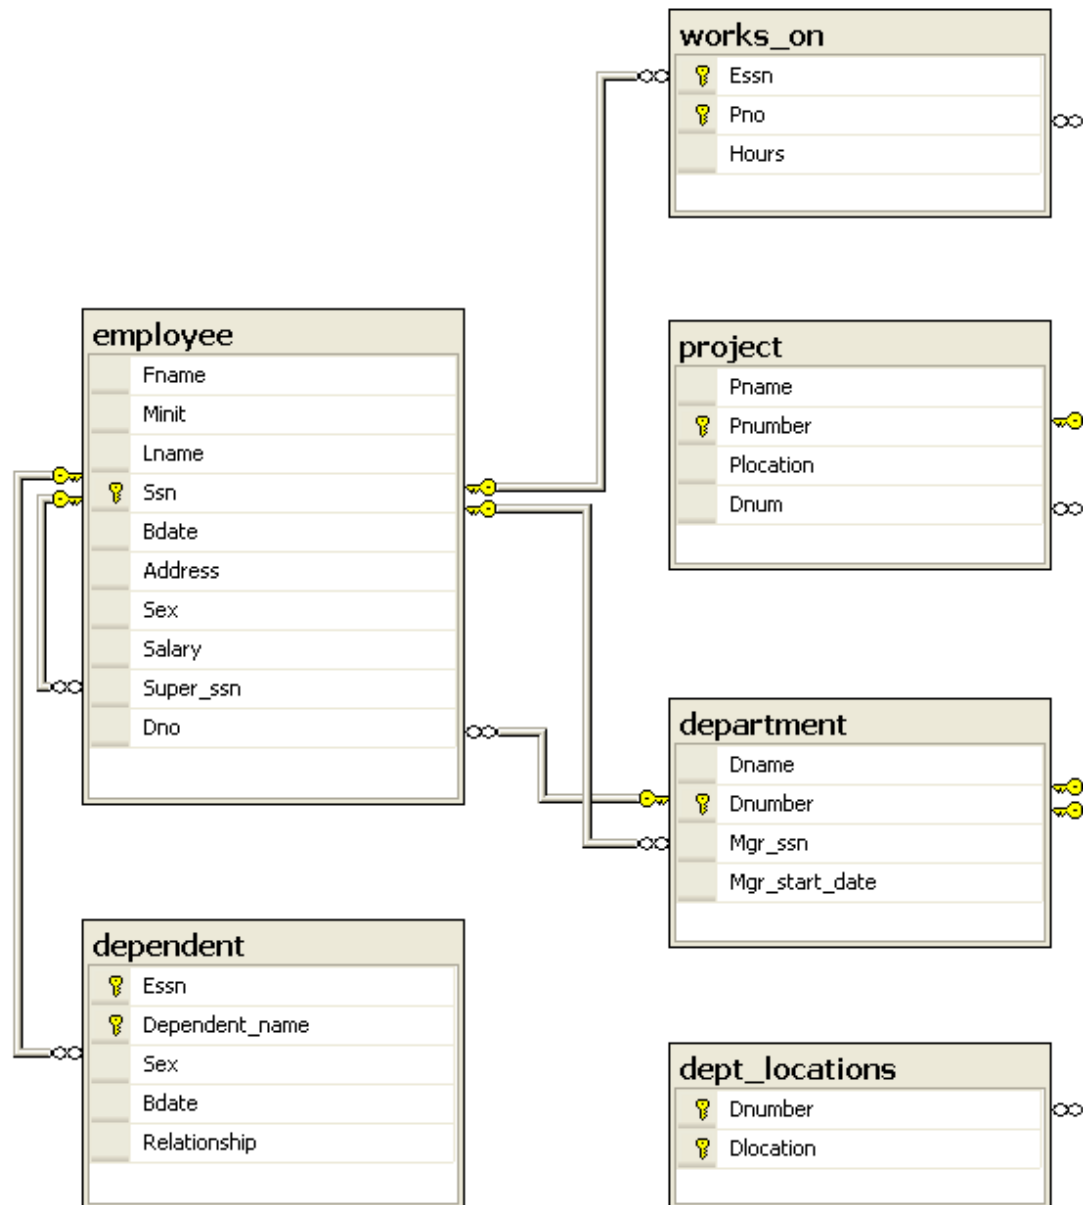 works_on
Essn
Pno
Hours
employee
Fname
Minit
Lname
Ssn
Bdate
Address
Sex
Salary
Super_ssn
Dno
project
Pname
Pnumber
Plocation
Dnum
department
Dname
Dnumber
Mgr_ssn
Mgr_start_date
dependent
Essn
Dependent_name
Sex
Bdate
Relationship
dept_locations
Dnumber
Dlocation